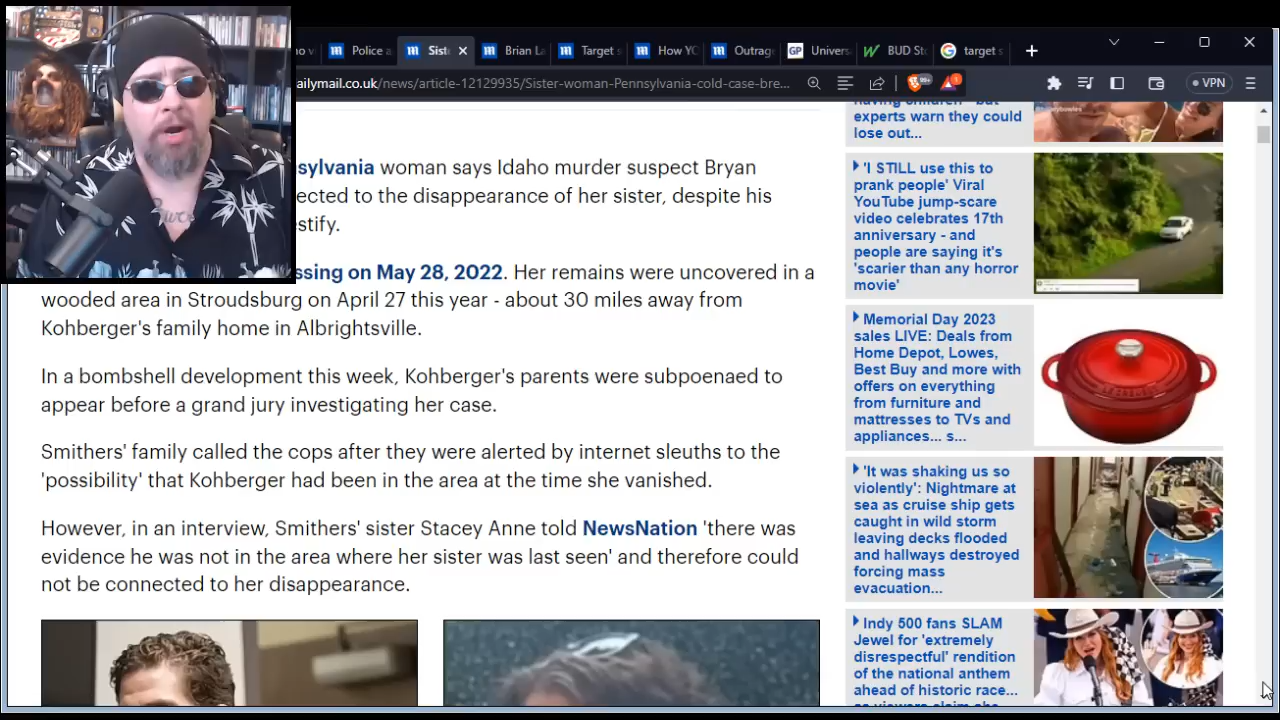 Police a
Sist
Brian La
Target s
How YO
Outrag
GP
Univers
BUD St
target s
ailymail.co.uk/news/article-12129935/Sister-woman-Pennsylvania-cold-case-bre...
99+
1
VPN
sylvania woman says Idaho murder suspect Bryan
ected to the disappearance of her sister, despite his
estify.
ssing on May 28, 2022. Her remains were uncovered in a
wooded area in Stroudsburg on April 27 this year - about 30 miles away from
Kohberger's family home in Albrightsville.
In a bombshell development this week, Kohberger's parents were subpoenaed to
appear before a grand jury investigating her case.
Smithers' family called the cops after they were alerted by internet sleuths to the
'possibility' that Kohberger had been in the area at the time she vanished.
However, in an interview, Smithers' sister Stacey Anne told NewsNation 'there was
evidence he was not in the area where her sister was last seen' and therefore could
not be connected to her disappearance.
having children - but
experts warn they could
lose out...
'I STILL use this to
prank people' Viral
YouTube jump-scare
video celebrates 17th
anniversary - and
people are saying it's
'scarier than any horror
movie'
Memorial Day 2023
sales LIVE: Deals from
Home Depot, Lowes,
Best Buy and more with
offers on everything
from furniture and
mattresses to TVs and
appliances... s...
'It was shaking us so
violently': Nightmare at
sea as cruise ship gets
caught in wild storm
leaving decks flooded
and hallways destroyed
forcing mass
evacuation...
Indy 500 fans SLAM
Jewel for 'extremely
disrespectful' rendition
of the national anthem
ahead of historic race...
as viewers claim she